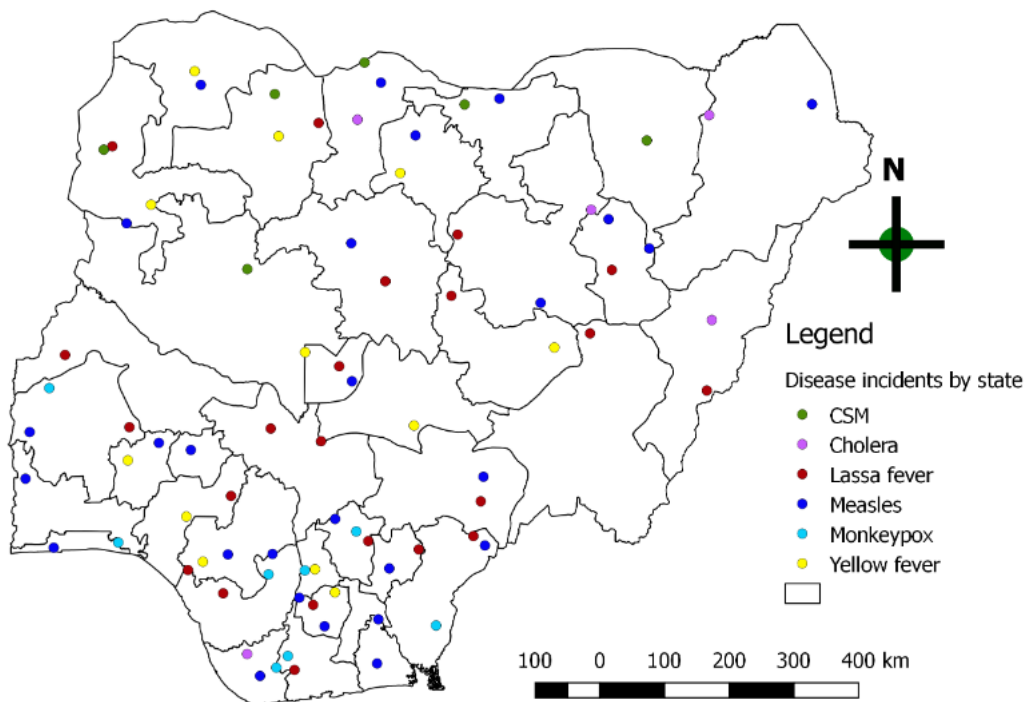 N
Legend
Disease incidents by state
CSM
Cholera
Lassa fever
Measles
Monkeypox
Yellow fever
100 0 100 200 300 400 km